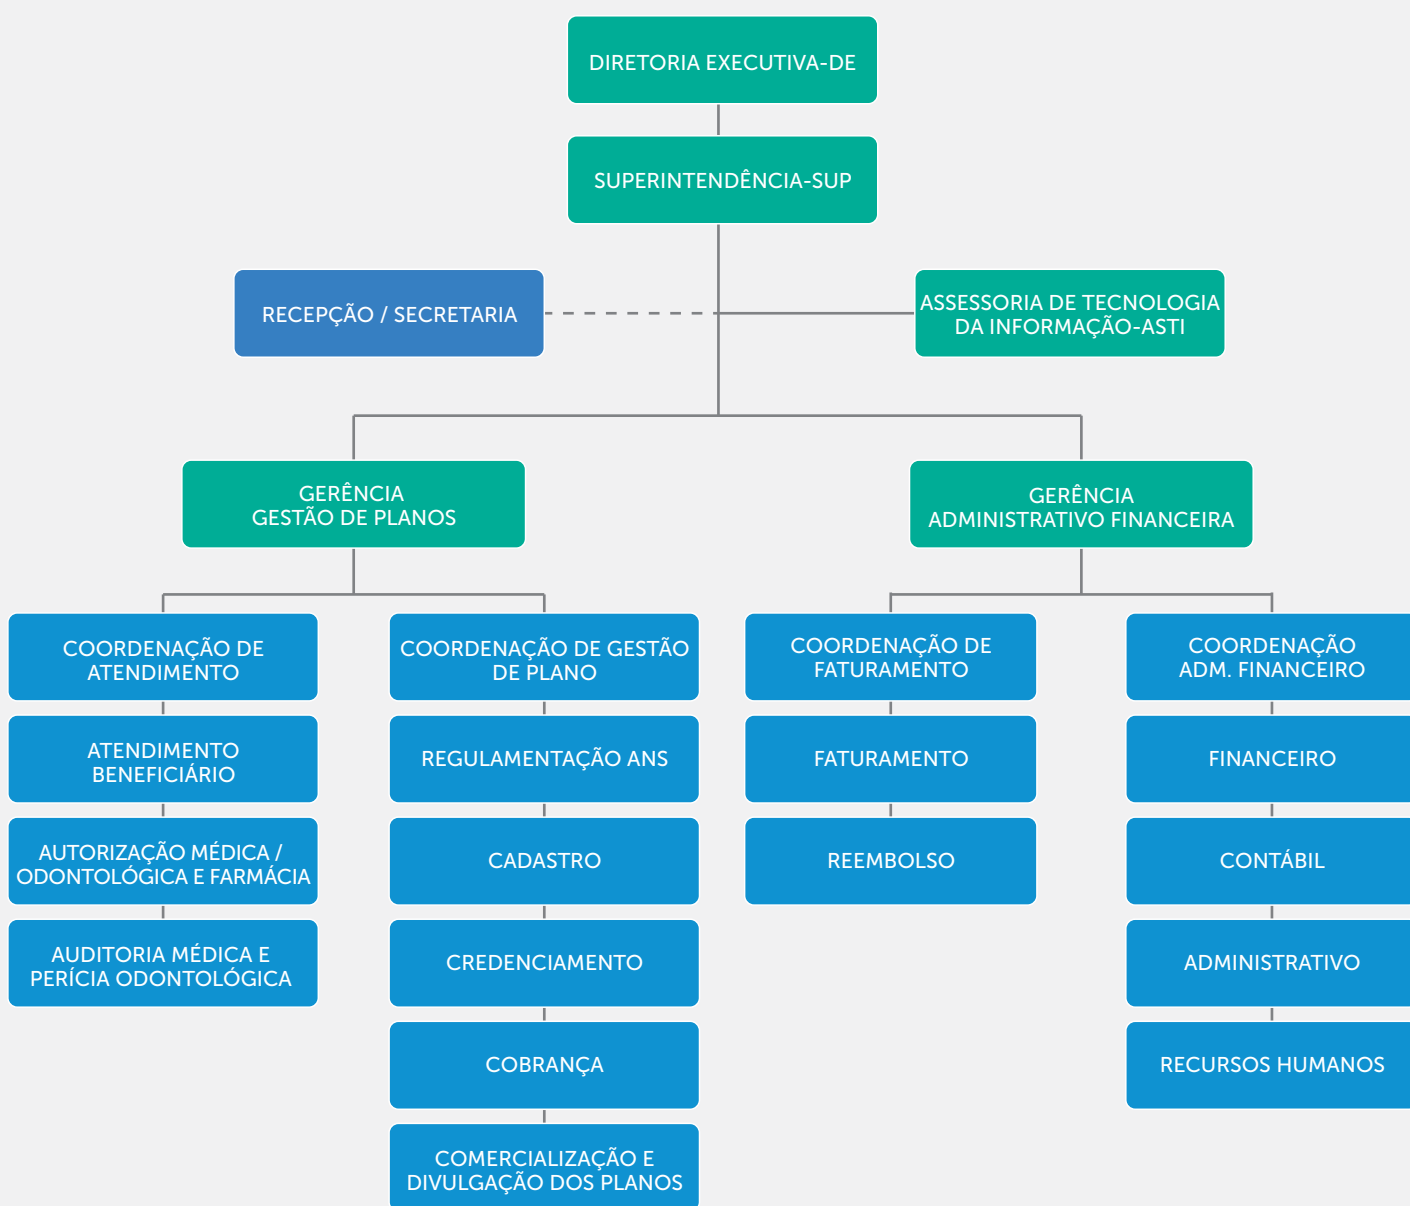 DIRETORIA EXECUTIVA-DE
SUPERINTENDÊNCIA-SUP
RECEPÇÃO / SECRETARIA
ASSESSORIA DE TECNOLOGIA
DA INFORMAÇÃO-ASTI
GERÊNCIA
GESTÃO DE PLANOS
GERÊNCIA
ADMINISTRATIVO FINANCEIRA
COORDENAÇÃO DE
ATENDIMENTO
ATENDIMENTO
BENEFICIÁRIO
AUTORIZAÇÃO MÉDICA /
ODONTOLÓGICA E FARMÁCIA
AUDITORIA MÉDICA E
PERÍCIA ODONTOLÓGICA
COORDENAÇÃO DE GESTÃO
DE PLANO
REGULAMENTAÇÃO ANS
CADASTRO
CREDENCIAMENTO
COBRANÇA
COMERCIALIZAÇÃO E
DIVULGAÇÃO DOS PLANOS
COORDENAÇÃO DE
FATURAMENTO
FATURAMENTO
REEMBOLSO
COORDENAÇÃO
ADM. FINANCEIRO
FINANCEIRO
CONTÁBIL
ADMINISTRATIVO
RECURSOS HUMANOS